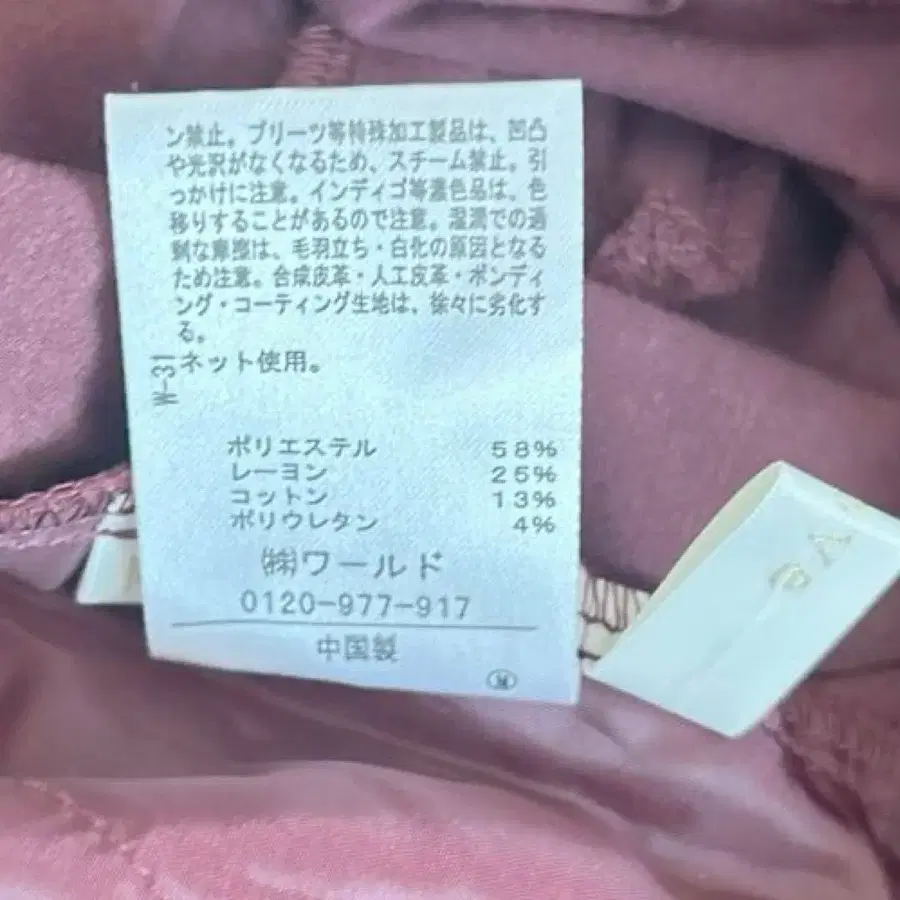 ン禁止。プリーツ等特殊加工製品は、凹凸
や光沢がなくなるため、スチーム禁止。引
っかけに注意。インディゴ等濃色品は、色
移りすることがあるので注意。湿潤での過
剰な摩擦は、毛羽立ち・白化の原因となる
ため注意。合成皮革・人工皮革・ボンディ
ング・コーティング生地は、徐々に劣化す
る。
ネット使用。
W-31
ポリエステル 58%
レーヨン 25%
コットン 13%
ポリウレタン 4%
㈱ワールド
0120-977-917
中国製